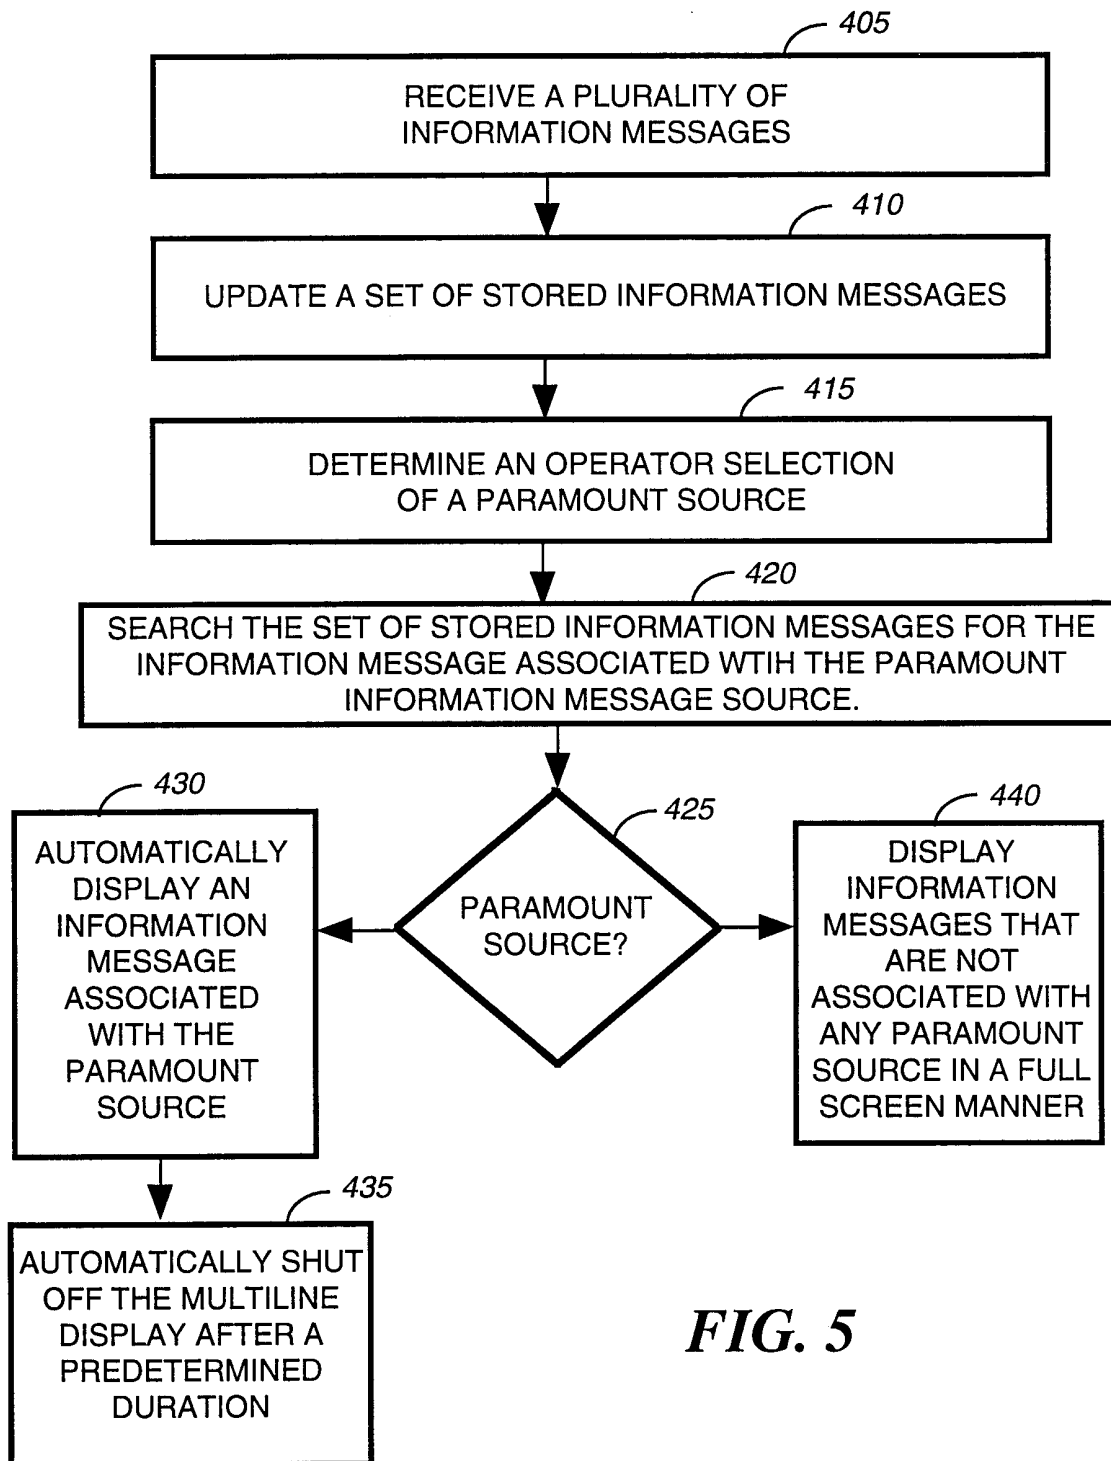 405
RECEIVE A PLURALITY OF
INFORMATION MESSAGES
410
UPDATE A SET OF STORED INFORMATION MESSAGES
415
DETERMINE AN OPERATOR SELECTION
OF A PARAMOUNT SOURCE
420
SEARCH THE SET OF STORED INFORMATION MESSAGES FOR THE
INFORMATION MESSAGE ASSOCIATED WTIH THE PARAMOUNT
INFORMATION MESSAGE SOURCE.
430
AUTOMATICALLY
DISPLAY AN
INFORMATION
MESSAGE
ASSOCIATED
WITH THE
PARAMOUNT
SOURCE
425
PARAMOUNT
SOURCE?
440
DISPLAY
INFORMATION
MESSAGES THAT
ARE NOT
ASSOCIATED WITH
ANY PARAMOUNT
SOURCE IN A FULL
SCREEN MANNER
435
AUTOMATICALLY SHUT
OFF THE MULTILINE
DISPLAY AFTER A
PREDETERMINED
DURATION
FIG. 5